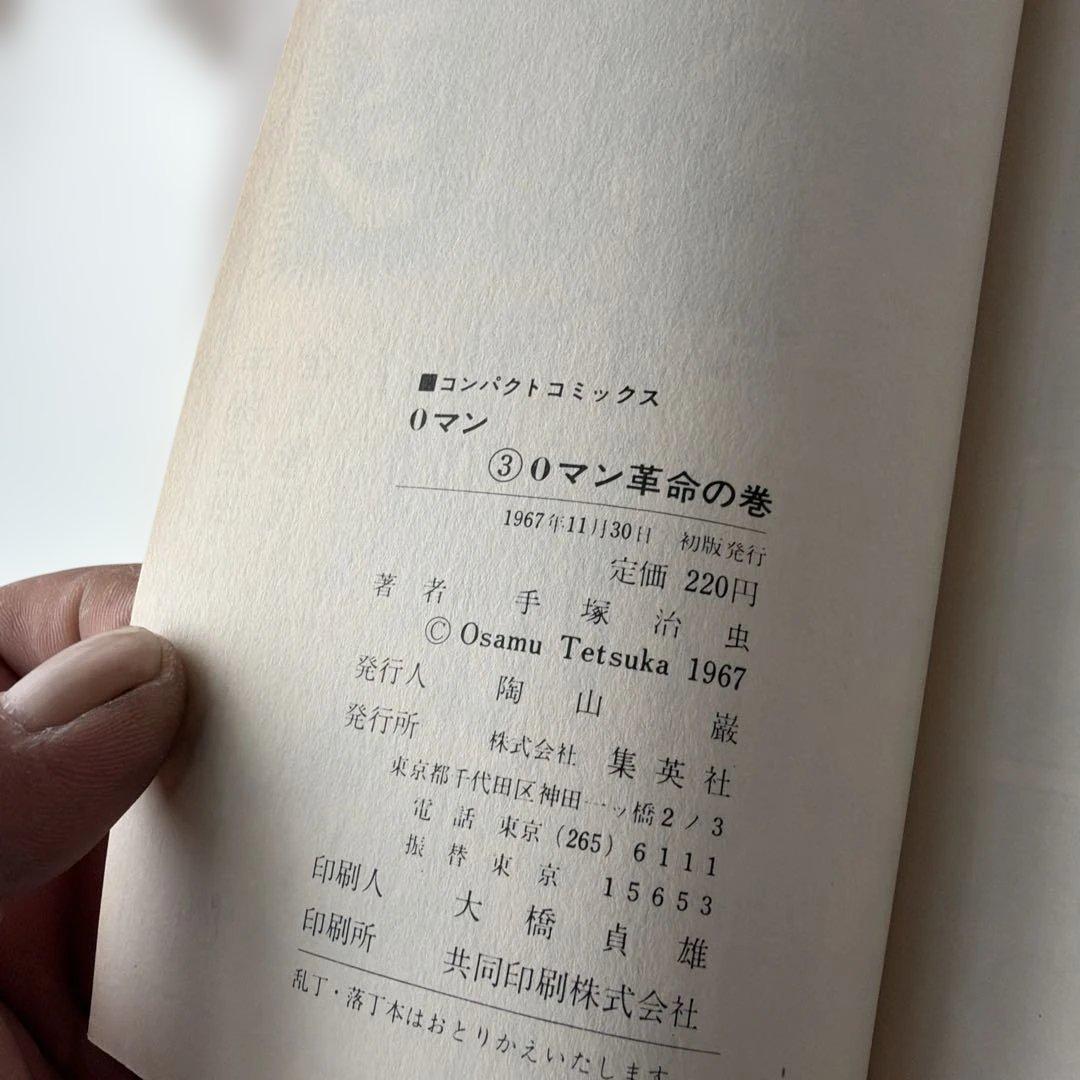 ■コンパクトコミックス
0マン
③0マン革命の巻
1967年11月30日 初版発行
定価 220円
著者 手塚治虫
© Osamu Tetsuka 1967
発行人 陶山巌
発行所 株式会社 集英社
東京都千代田区神田一ッ橋2ノ3
電話 東京(265)6111
振替東京 15653
印刷人 大橋貞雄
印刷所 共同印刷株式会社
乱丁・落丁本はおとりかえいたします